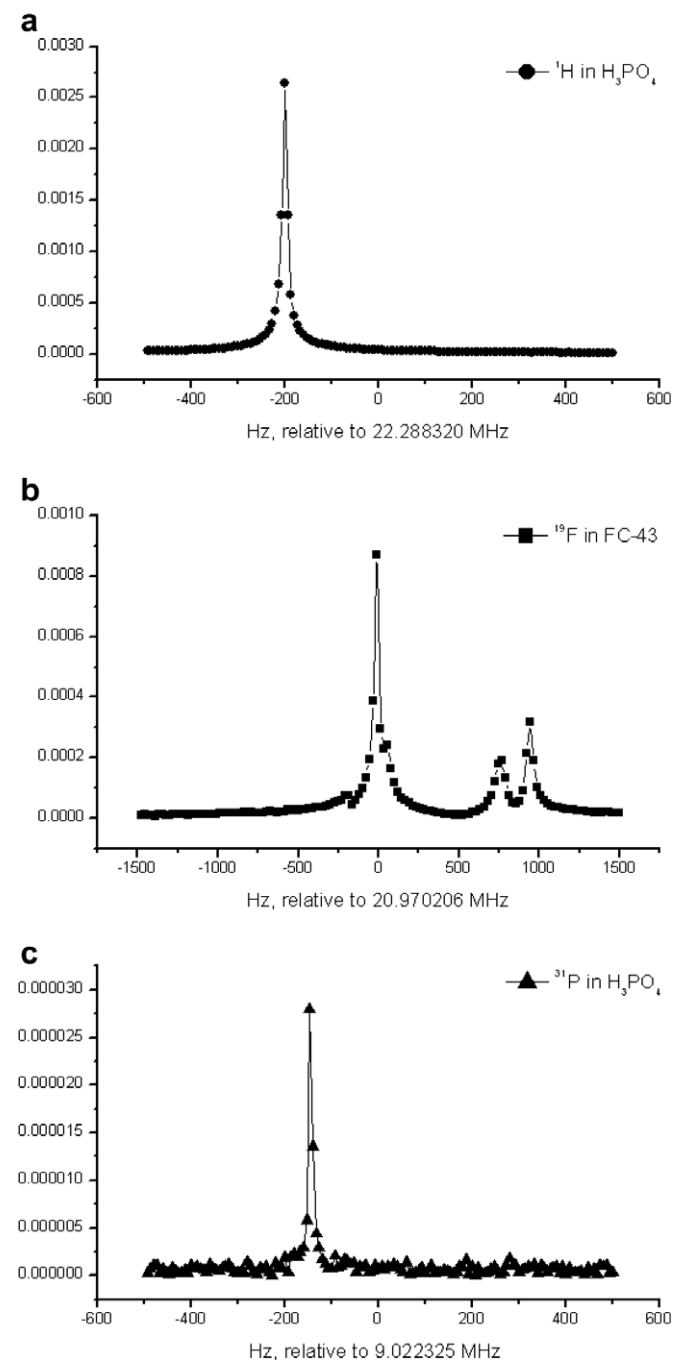 a
0.0030
¹H in H₃PO₄
0.0025
0.0020
0.0015
0.0010
0.0005
0.0000
-600 -400 -200 0 200 400 600
Hz, relative to 22.288320 MHz
b
0.0010
¹⁹F in FC-43
0.0008
0.0006
0.0004
0.0002
0.0000
-1500 -1000 -500 0 500 1000 1500
Hz, relative to 20.970206 MHz
c
0.000030
³¹P in H₃PO₄
0.000025
0.000020
0.000015
0.000010
0.000005
0.000000
-600 -400 -200 0 200 400 600
Hz, relative to 9.022325 MHz